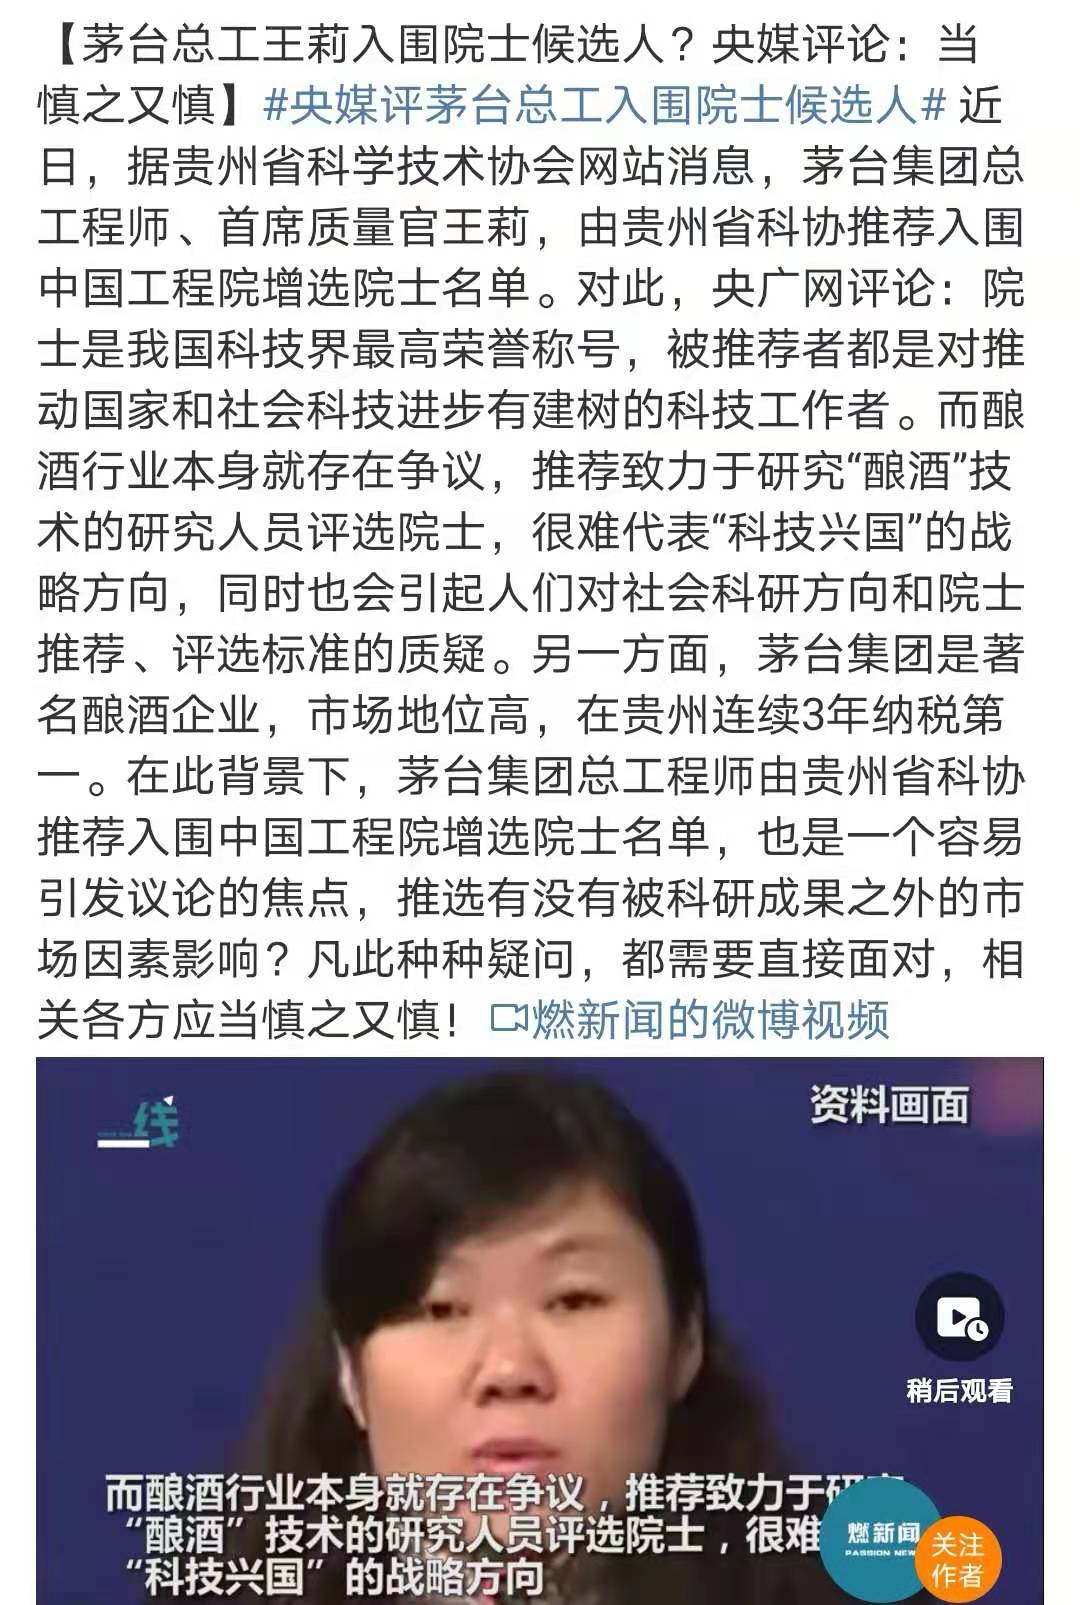 【茅台总工王莉入围院士候选人？央媒评论：当
慎之又慎】#央媒评茅台总工入围院士候选人# 近
日，据贵州省科学技术协会网站消息，茅台集团总
工程师、首席质量官王莉，由贵州省科协推荐入围
中国工程院增选院士名单。对此，央广网评论：院
士是我国科技界最高荣誉称号，被推荐者都是对推
动国家和社会科技进步有建树的科技工作者。而酿
酒行业本身就存在争议，推荐致力于研究“酿酒”技
术的研究人员评选院士，很难代表“科技兴国”的战
略方向，同时也会引起人们对社会科研方向和院士
推荐、评选标准的质疑。另一方面，茅台集团是著
名酿酒企业，市场地位高，在贵州连续3年纳税第
一。在此背景下，茅台集团总工程师由贵州省科协
推荐入围中国工程院增选院士名单，也是一个容易
引发议论的焦点，推选有没有被科研成果之外的市
场因素影响？凡此种种疑问，都需要直接面对，相
关各方应当慎之又慎！燃新闻的微博视频
一线
资料画面
稍后观看
而酿酒行业本身就存在争议，推荐致力于研究
“酿酒”技术的研究人员评选院士，很难
“科技兴国”的战略方向
燃新闻
PASSION NEW
关注
作者